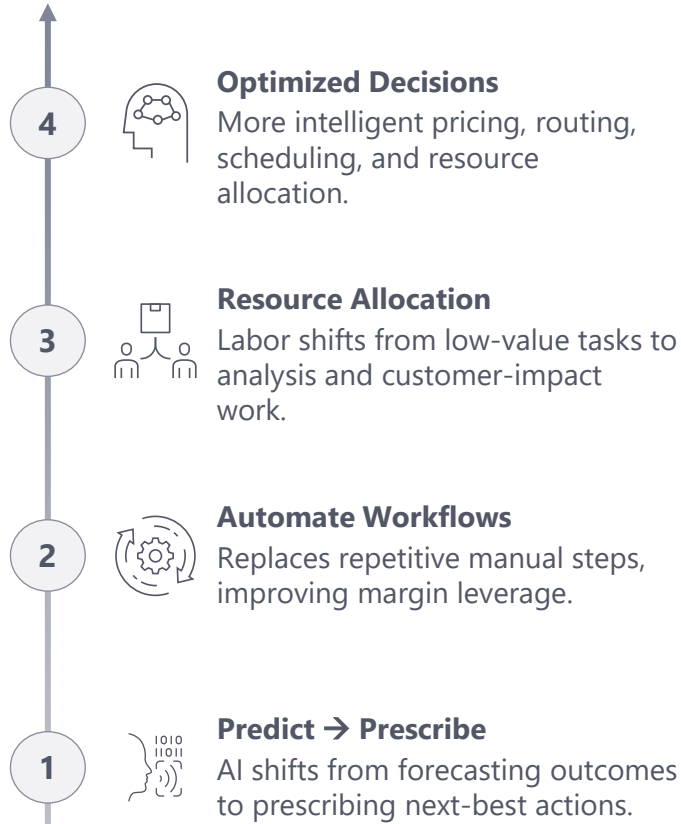 4
Optimized Decisions
More intelligent pricing, routing,
scheduling, and resource
allocation.
3
Resource Allocation
Labor shifts from low-value tasks to
analysis and customer-impact
work.
2
Automate Workflows
Replaces repetitive manual steps,
improving margin leverage.
1
1010
11011
Predict → Prescribe
AI shifts from forecasting outcomes
to prescribing next-best actions.